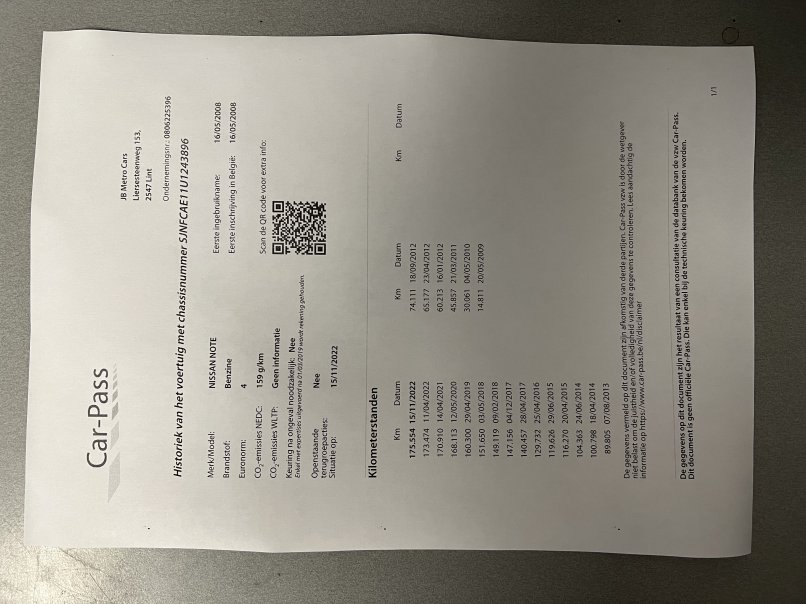 Car-Pass
JB Metro Cars
Liersesteenweg 153,
2547 Lint
Ondernemingsnr.: 0806225396
Historiek van het voertuig met chassisnummer SJNFCAE11U1243896
Merk/Model: NISSAN NOTE
Brandstof: Benzine
Euronorm: 4
CO2-emissies NEDC: 159 g/km
CO2-emissies WLTP: Geen informatie
Keuring na ongeval noodzakelijk: Nee
Enkel met expertises uitgevoerd na 01/03/2019 wordt rekening gehouden.
Openstaande
terugroepacties: Nee
Situatie op: 15/11/2022
Eerste ingebruikname: 16/05/2008
Eerste inschrijving in België: 16/05/2008
Scan de QR code voor extra info:
Kilometerstanden
Km Datum
175.554 15/11/2022
173.474 11/04/2022
170.910 14/04/2021
168.113 12/05/2020
160.300 29/04/2019
151.650 03/05/2018
149.119 09/02/2018
147.156 04/12/2017
140.457 28/04/2017
129.732 25/04/2016
119.626 29/06/2015
116.270 20/04/2015
104.363 24/06/2014
100.798 18/04/2014
89.805 07/08/2013
Km Datum
74.111 18/09/2012
65.177 23/04/2012
60.213 16/01/2012
45.857 21/03/2011
30.061 04/05/2010
14.811 20/05/2009
Km Datum
De gegevens vermeld op dit document zijn afkomstig van derde partijen. Car-Pass vzw is door de wetgever
niet belast om de juistheid en/of volledigheid van deze gegevens te controleren. Lees aandachtig de
informatie op https://www.car-pass.be/nl/disclaimer
De gegevens op dit document zijn het resultaat van een consultatie van de databank van de vzw Car-Pass.
Dit document is geen officiële Car-Pass. Die kan enkel bij de technische keuring bekomen worden.
1/1